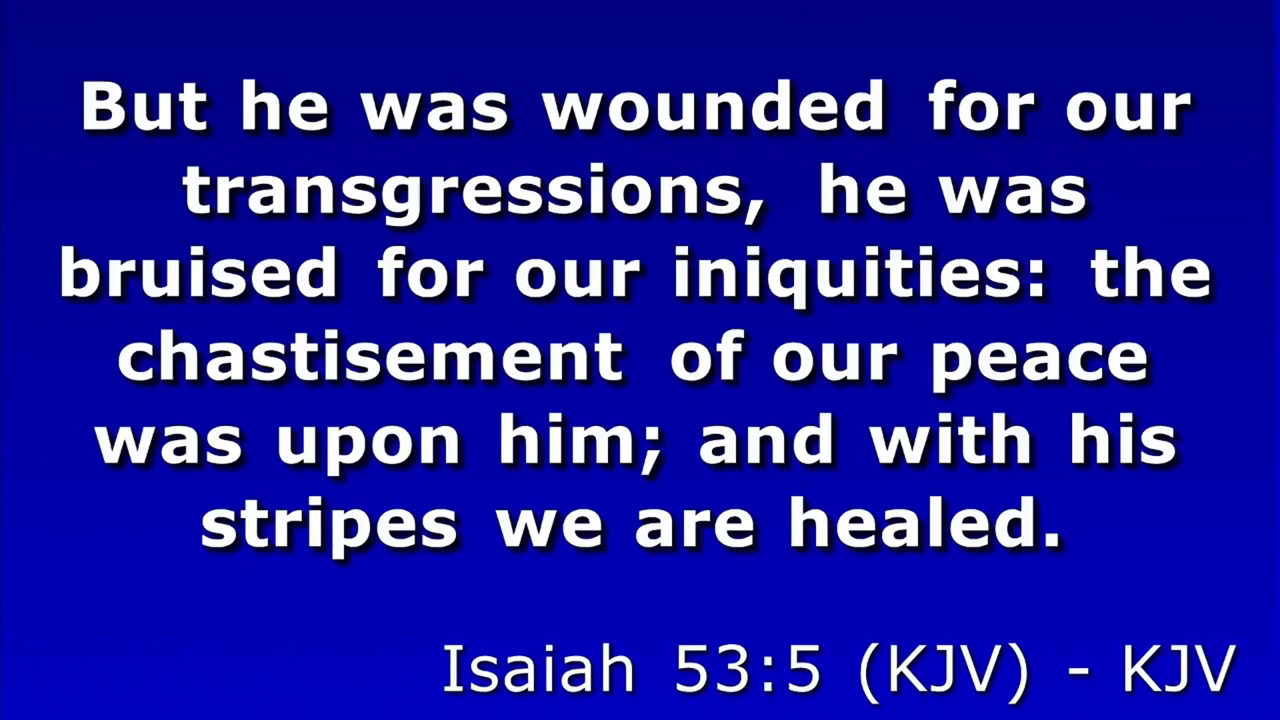 But he was wounded for our
transgressions, he was
bruised for our iniquities: the
chastisement of our peace
was upon him; and with his
stripes we are healed.
Isaiah 53:5 (KJV) - KJV